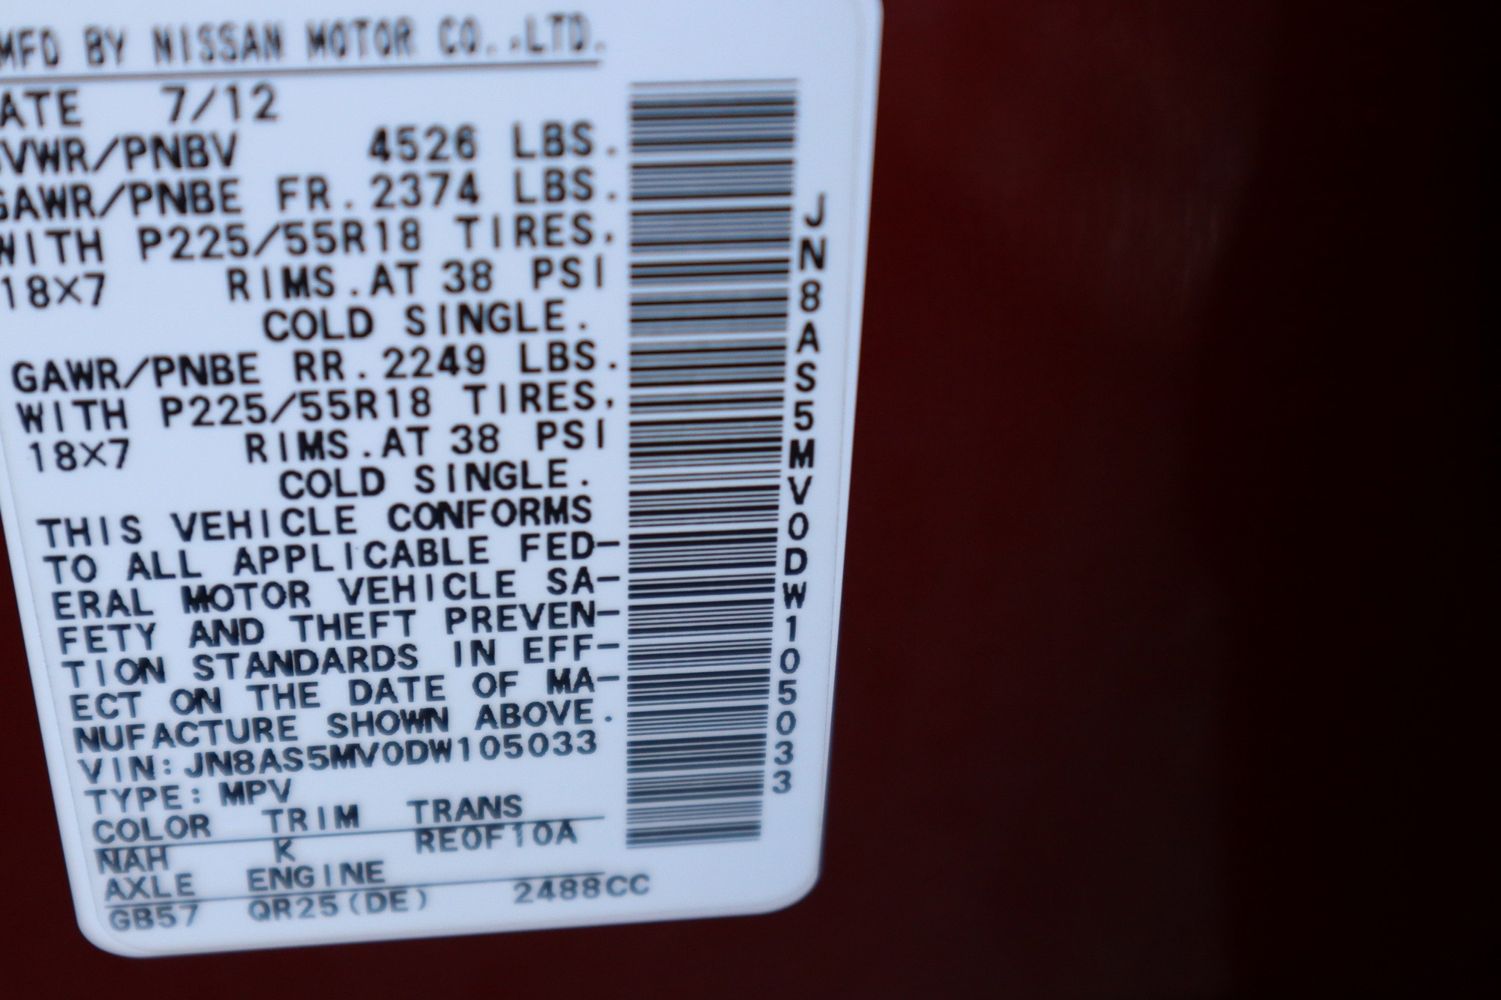 MFD BY NISSAN MOTOR CO.,LTD.
ATE 7/12
VWR/PNBV 4526 LBS.
GAWR/PNBE FR. 2374 LBS.
WITH P225/55R18 TIRES,
18×7 RIMS.AT 38 PSI
COLD SINGLE.
GAWR/PNBE RR. 2249 LBS.
WITH P225/55R18 TIRES,
18×7 RIMS.AT 38 PSI
COLD SINGLE.
THIS VEHICLE CONFORMS
TO ALL APPLICABLE FED-
ERAL MOTOR VEHICLE SA-
FETY AND THEFT PREVEN-
TION STANDARDS IN EFF-
ECT ON THE DATE OF MA-
NUFACTURE SHOWN ABOVE.
VIN: JN8AS5MV0DW105033
TYPE: MPV
COLOR TRIM TRANS
NAH K RE0F10A
AXLE ENGINE
GB57 QR25(DE) 2488CC
JN8AS5MV0DW105033